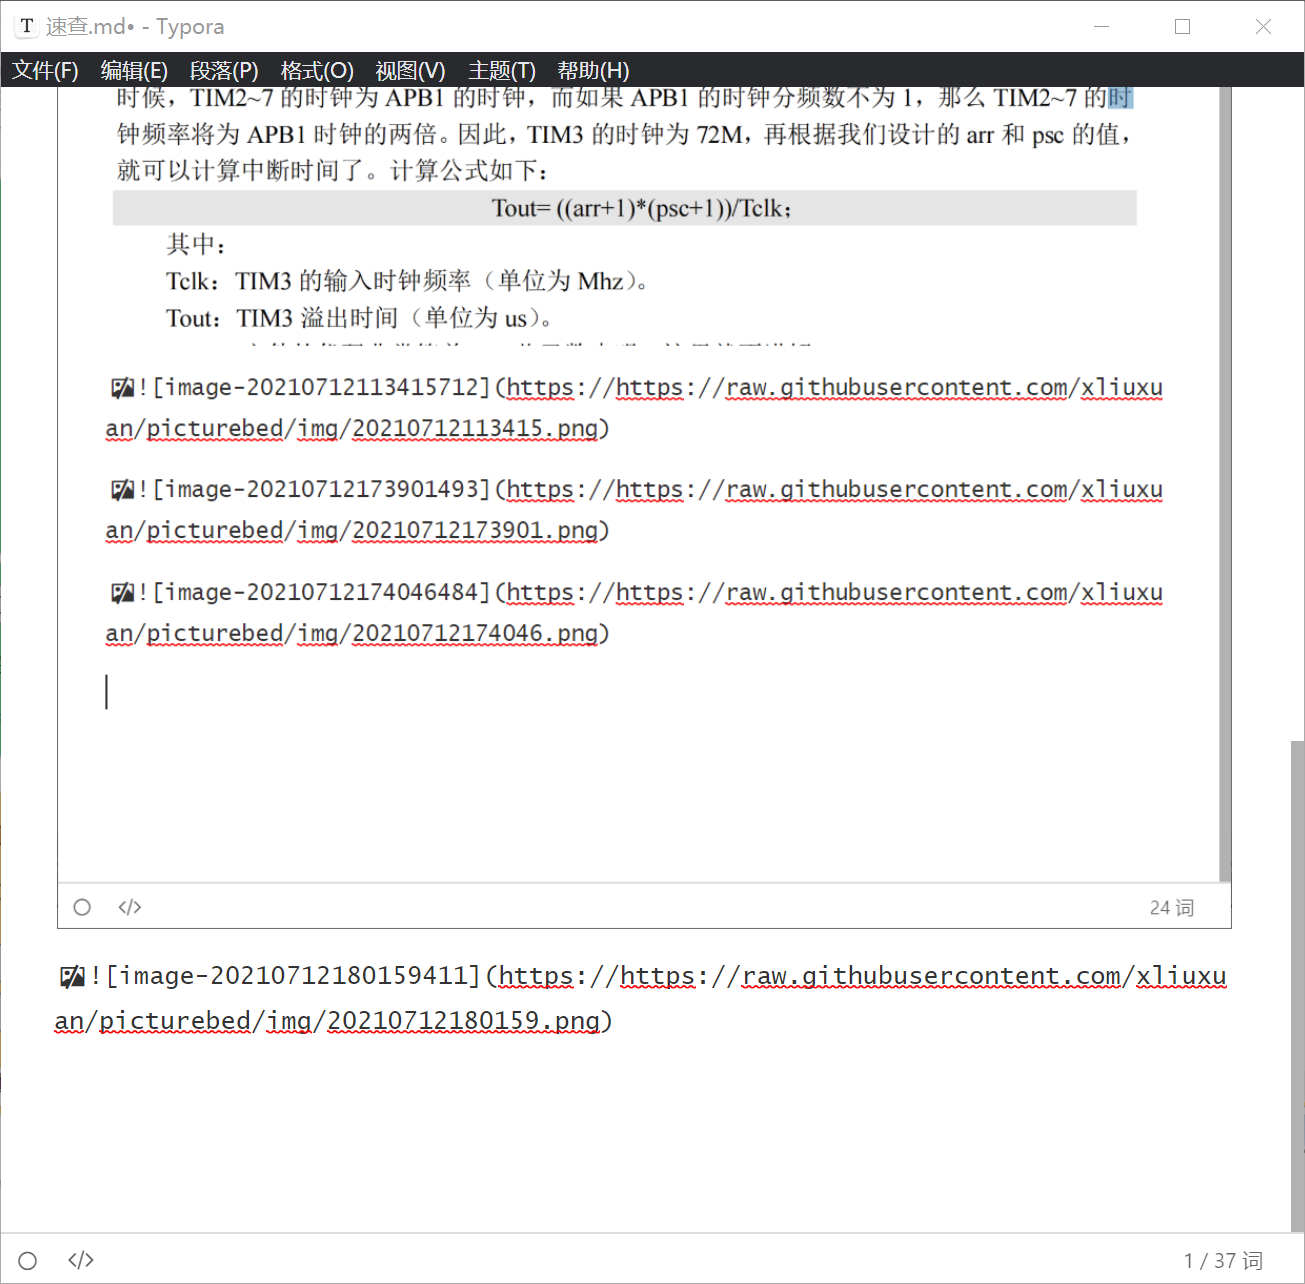 T 速查.md• - Typora
文件(F) 编辑(E) 段落(P) 格式(O) 视图(V) 主题(T) 帮助(H)
时候，TIM2~7 的时钟为 APB1 的时钟，而如果 APB1 的时钟分频数不为 1，那么 TIM2~7 的时
钟频率将为 APB1 时钟的两倍。因此，TIM3 的时钟为 72M，再根据我们设计的 arr 和 psc 的值，
就可以计算中断时间了。计算公式如下：
Tout= ((arr+1)*(psc+1))/Tclk；
其中：
Tclk：TIM3 的输入时钟频率（单位为 Mhz）。
Tout：TIM3 溢出时间（单位为 us）。
![image-20210712113415712](https://https://raw.githubusercontent.com/xliuxu
an/picturebed/img/20210712113415.png)
![image-20210712173901493](https://https://raw.githubusercontent.com/xliuxu
an/picturebed/img/20210712173901.png)
![image-20210712174046484](https://https://raw.githubusercontent.com/xliuxu
an/picturebed/img/20210712174046.png)
</> 24 词
![image-20210712180159411](https://https://raw.githubusercontent.com/xliuxu
an/picturebed/img/20210712180159.png)
</> 1 / 37 词